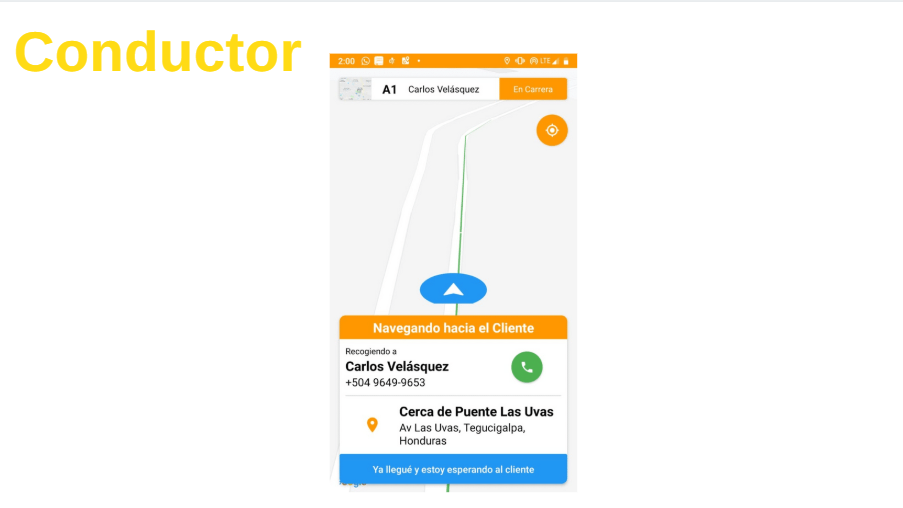 Conductor
2:00
LTE
A1 Carlos Velásquez En Carrera
Navegando hacia el Cliente
Recogiendo a
Carlos Velásquez
+504 9649-9653
Cerca de Puente Las Uvas
Av Las Uvas, Tegucigalpa,
Honduras
Ya llegué y estoy esperando al cliente